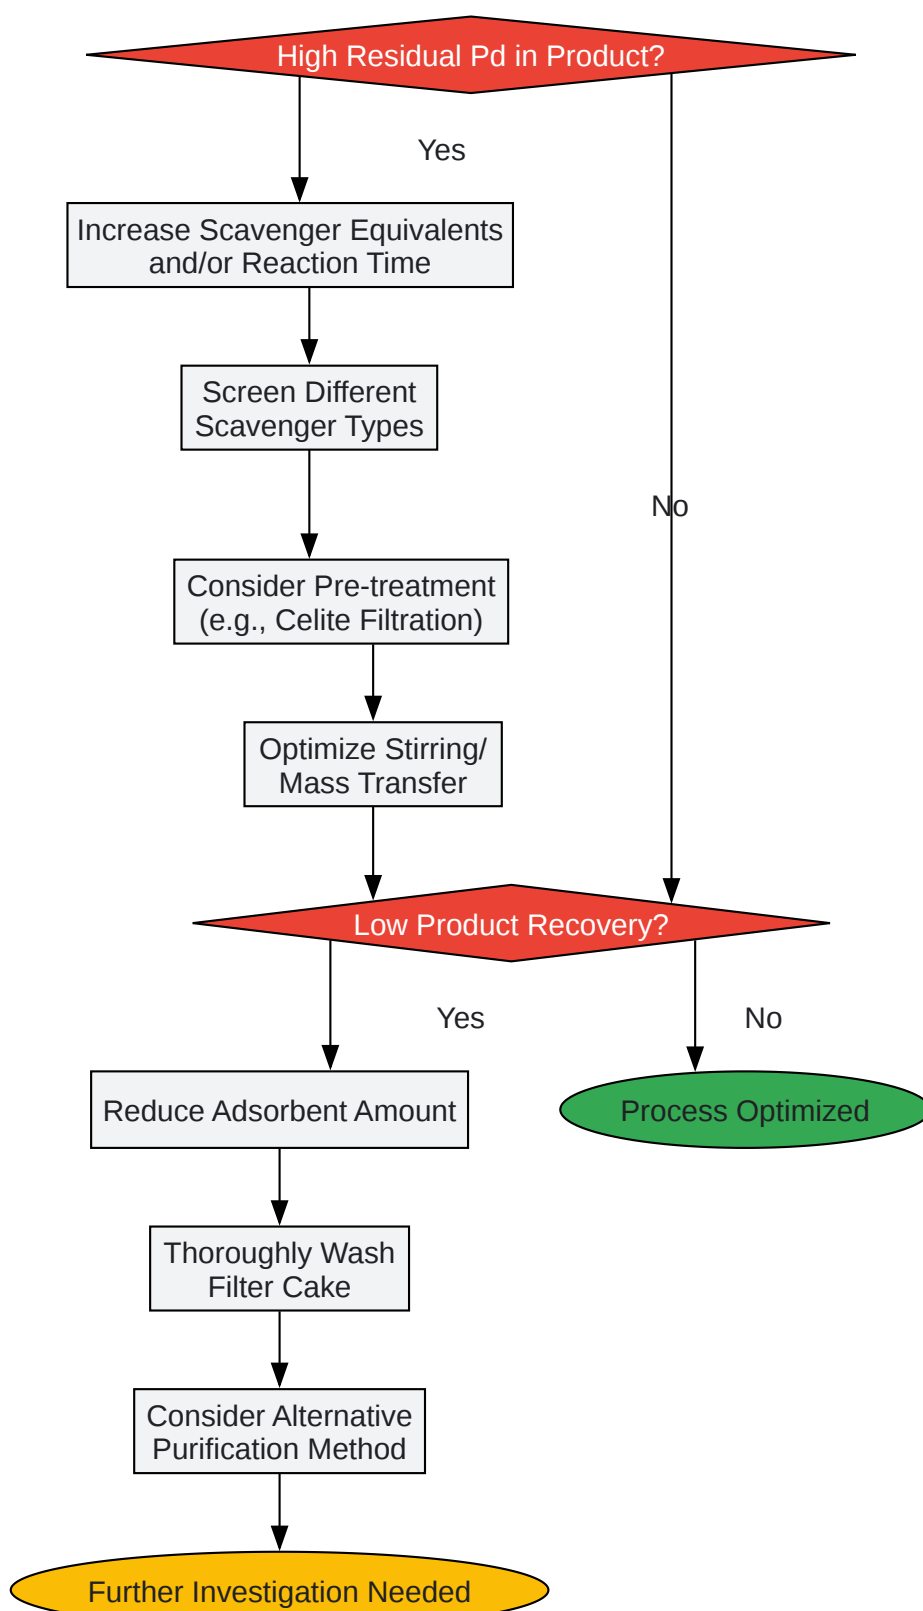 High Residual Pd in Product?
Yes
Increase Scavenger Equivalents
and/or Reaction Time
Screen Different
Scavenger Types
No
Consider Pre-treatment
(e.g., Celite Filtration)
Optimize Stirring/
Mass Transfer
Low Product Recovery?
Yes
No
Reduce Adsorbent Amount
Process Optimized
Thoroughly Wash
Filter Cake
Consider Alternative
Purification Method
Further Investigation Needed